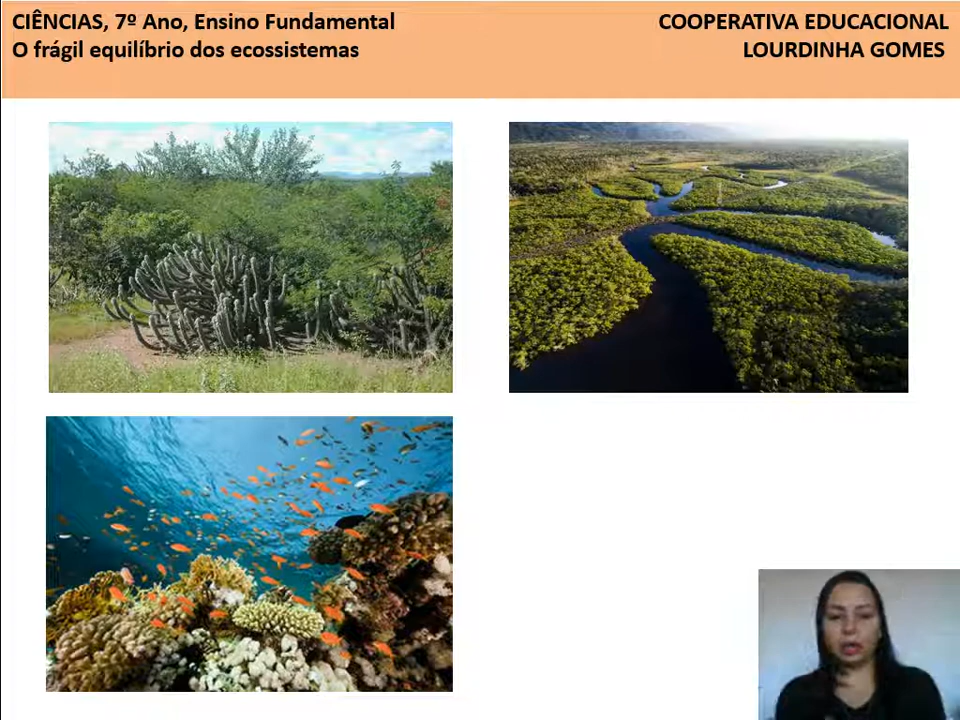 CIÊNCIAS, 7º Ano, Ensino Fundamental
O frágil equilíbrio dos ecossistemas
COOPERATIVA EDUCACIONAL
LOURDINHA GOMES